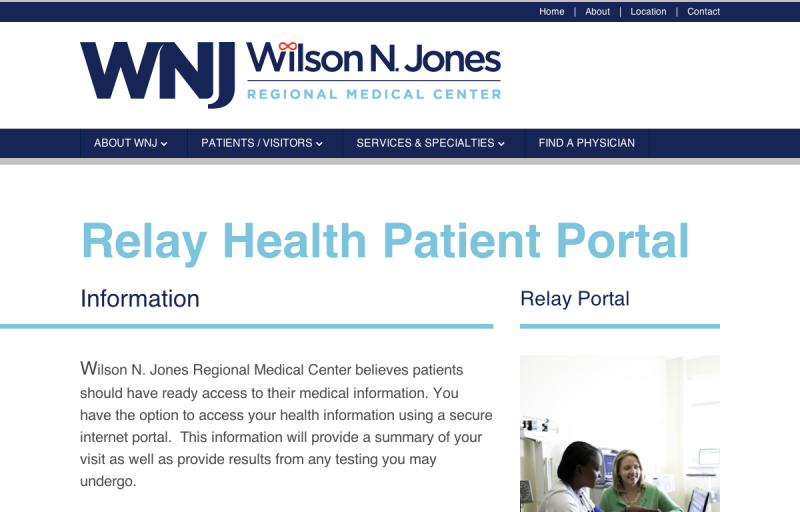 Home | About | Location | Contact
WNJ Wilson N. Jones
REGIONAL MEDICAL CENTER
ABOUT WNJ PATIENTS / VISITORS SERVICES & SPECIALTIES FIND A PHYSICIAN
Relay Health Patient Portal
Information
Relay Portal
Wilson N. Jones Regional Medical Center believes patients
should have ready access to their medical information. You
have the option to access your health information using a secure
internet portal.  This information will provide a summary of your
visit as well as provide results from any testing you may
undergo.